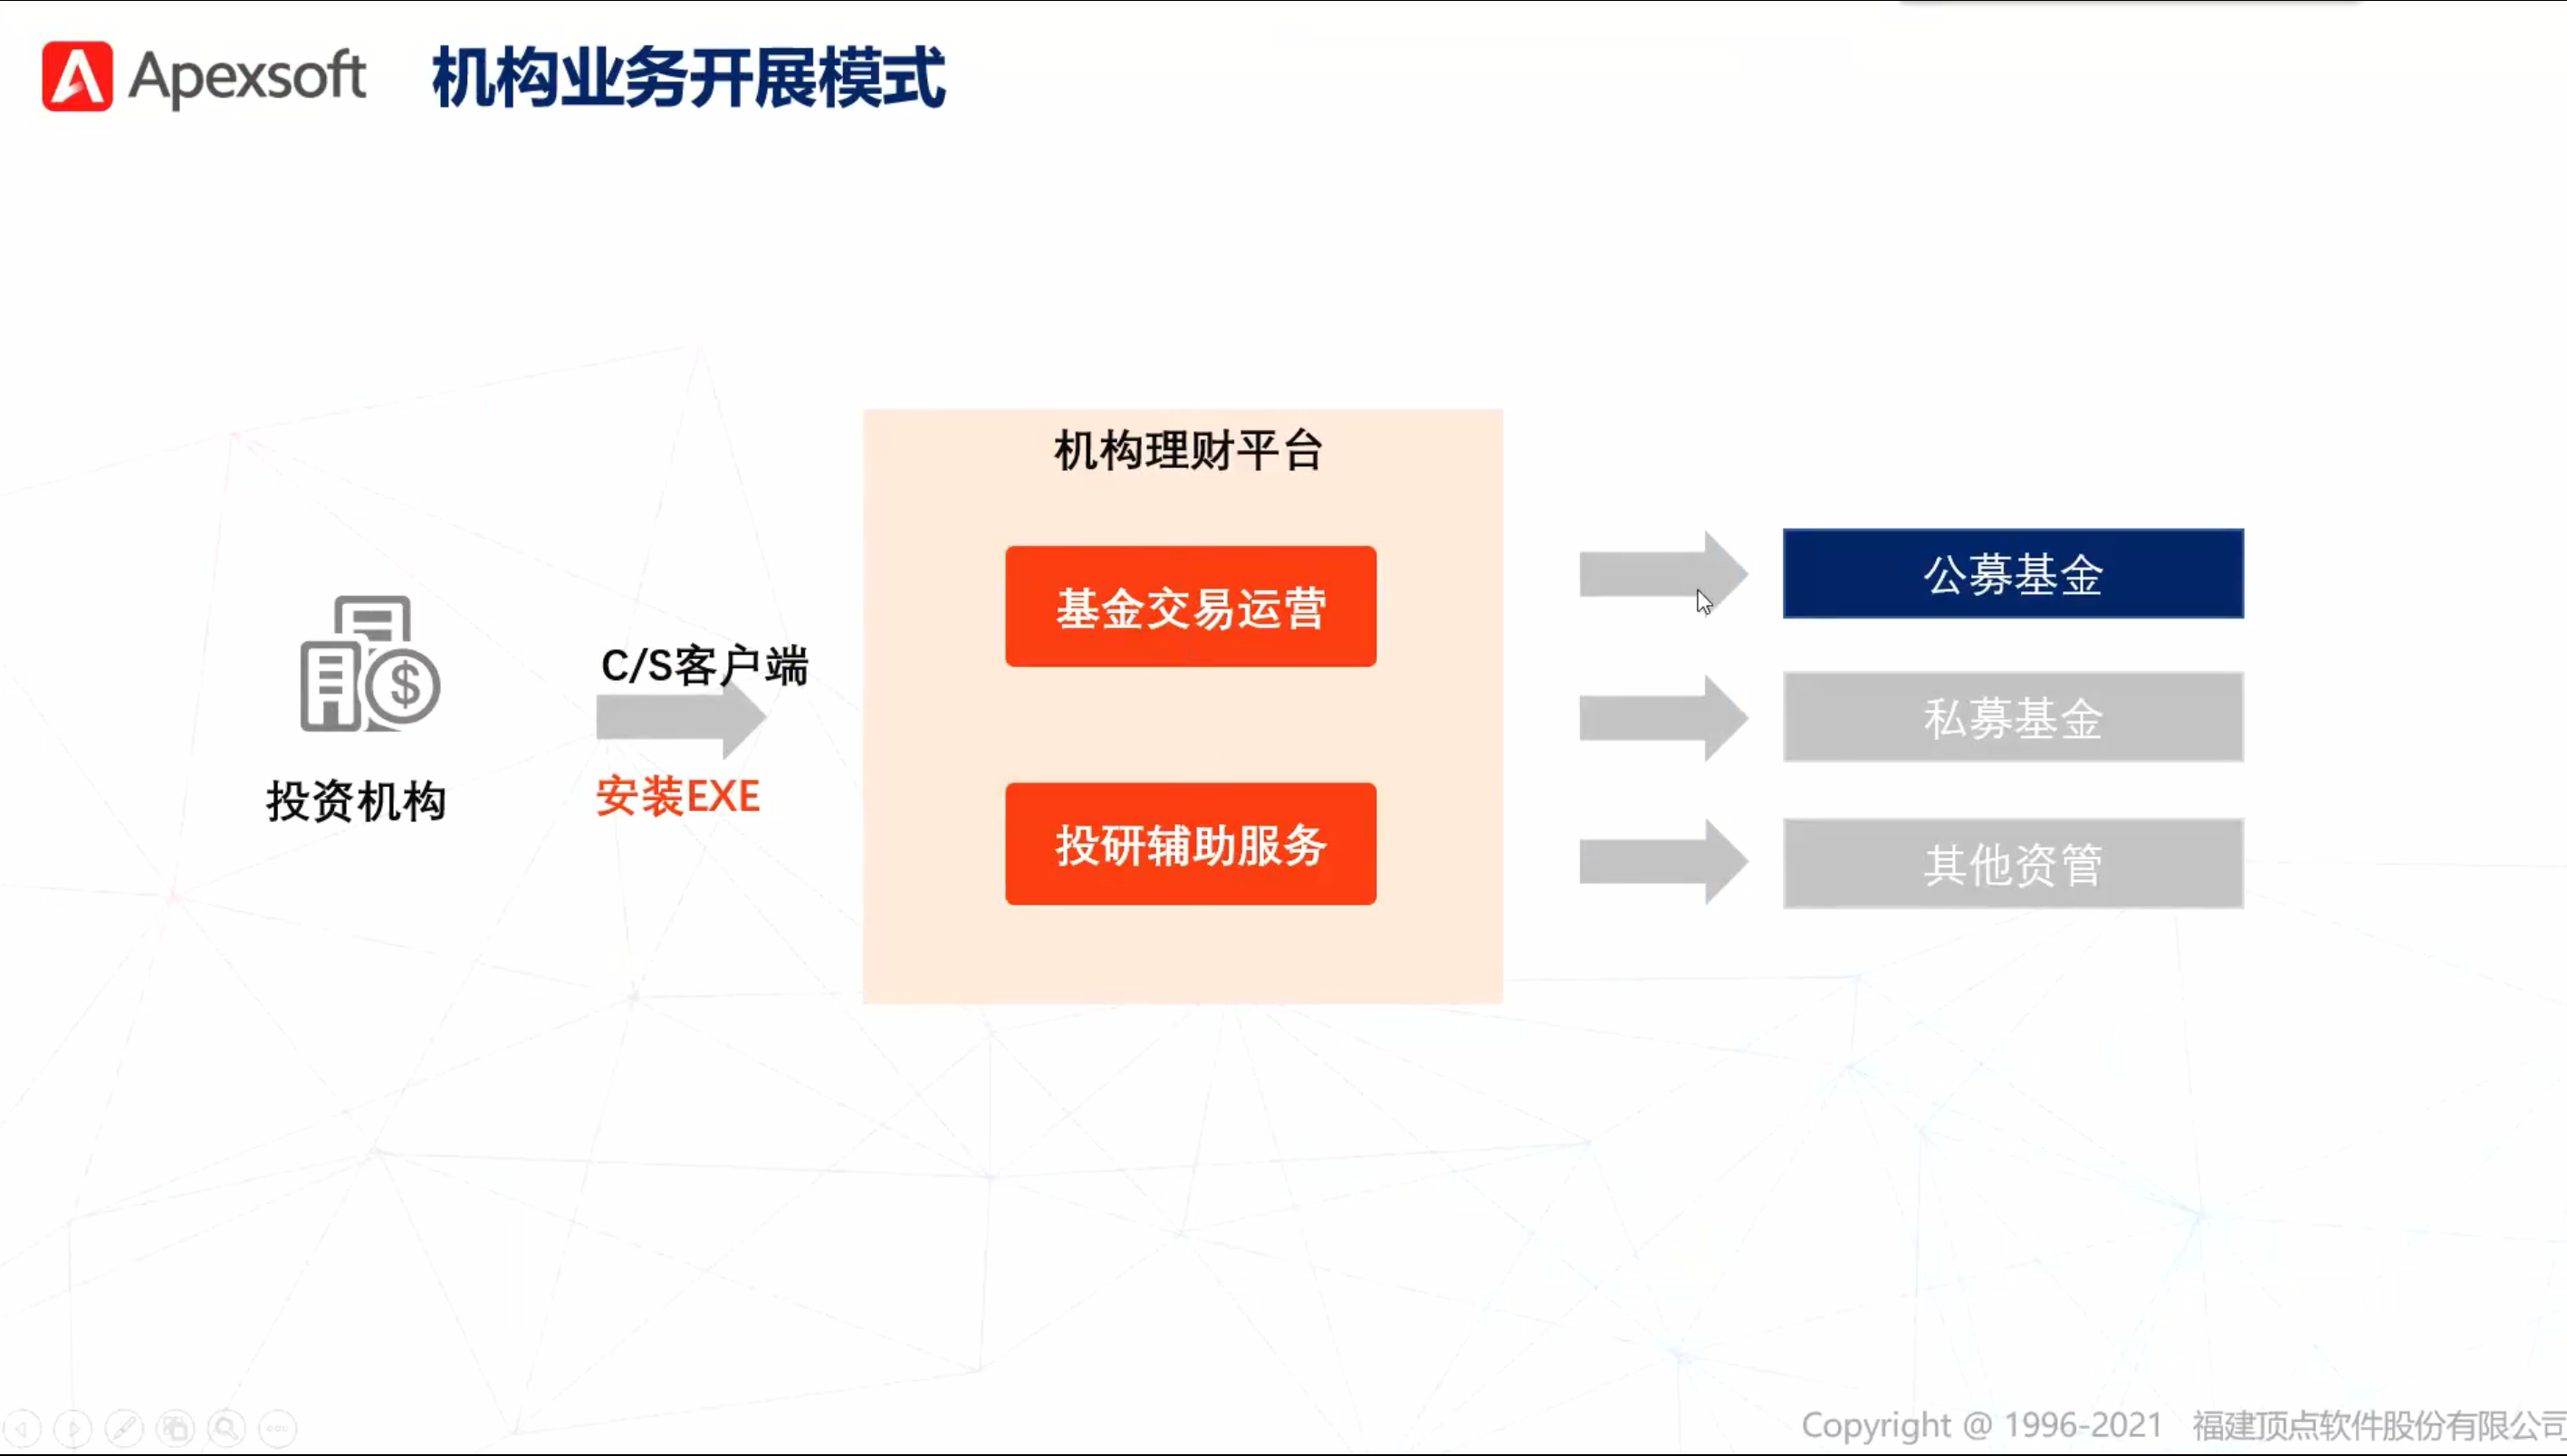 Apexsoft 机构业务开展模式
机构理财平台
基金交易运营
投研辅助服务
投资机构
C/S客户端
安装EXE
公募基金
私募基金
其他资管
Copyright @ 1996-2021 福建顶点软件股份有限公司